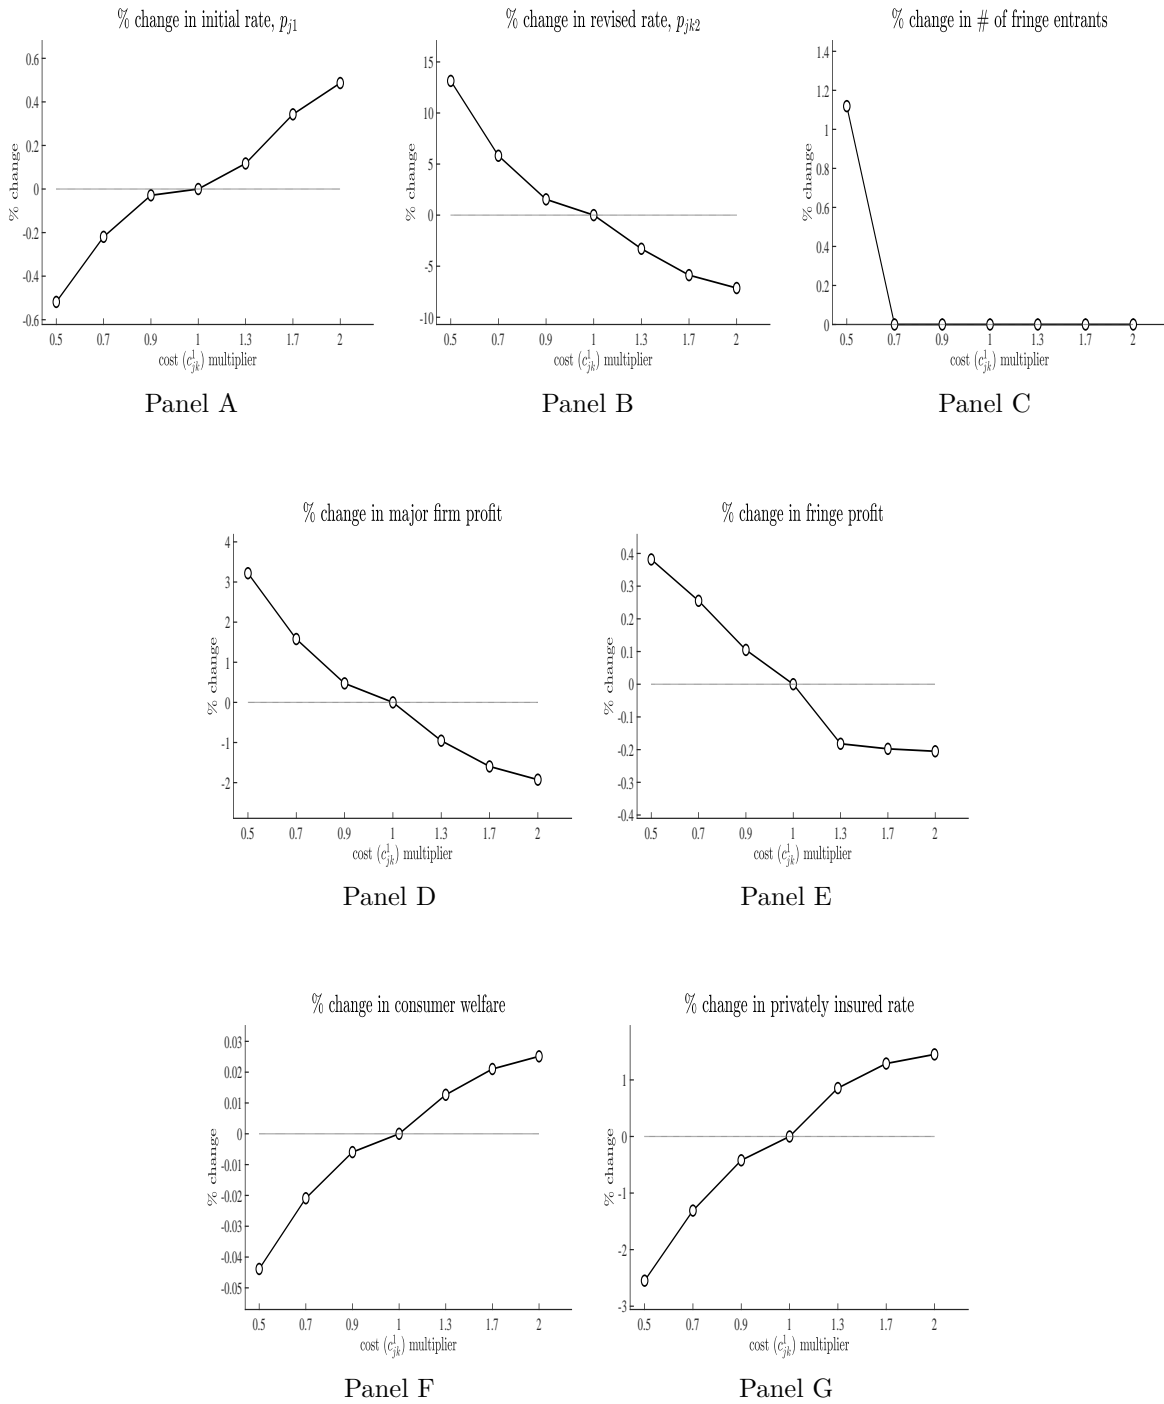 % change in initial rate, p_{j1}
0.6
0.4
0.2
0
-0.2
-0.4
-0.6
% change
0.5 0.7 0.9 1 1.3 1.7 2
cost (c^1_{jk}) multiplier
Panel A
% change in revised rate, p_{jk2}
15
10
5
0
-5
-10
% change
0.5 0.7 0.9 1 1.3 1.7 2
cost (c^1_{jk}) multiplier
Panel B
% change in # of fringe entrants
1.4
1.2
1
0.8
0.6
0.4
0.2
0
% change
0.5 0.7 0.9 1 1.3 1.7 2
cost (c^1_{jk}) multiplier
Panel C
% change in major firm profit
4
3
2
1
0
-1
-2
% change
0.5 0.7 0.9 1 1.3 1.7 2
cost (c^1_{jk}) multiplier
Panel D
% change in fringe profit
0.4
0.3
0.2
0.1
0
-0.1
-0.2
-0.3
-0.4
% change
0.5 0.7 0.9 1 1.3 1.7 2
cost (c^1_{jk}) multiplier
Panel E
% change in consumer welfare
0.03
0.02
0.01
0
-0.01
-0.02
-0.03
-0.04
-0.05
% change
0.5 0.7 0.9 1 1.3 1.7 2
cost (c^1_{jk}) multiplier
Panel F
% change in privately insured rate
1
0
-1
-2
-3
% change
0.5 0.7 0.9 1 1.3 1.7 2
cost (c^1_{jk}) multiplier
Panel G